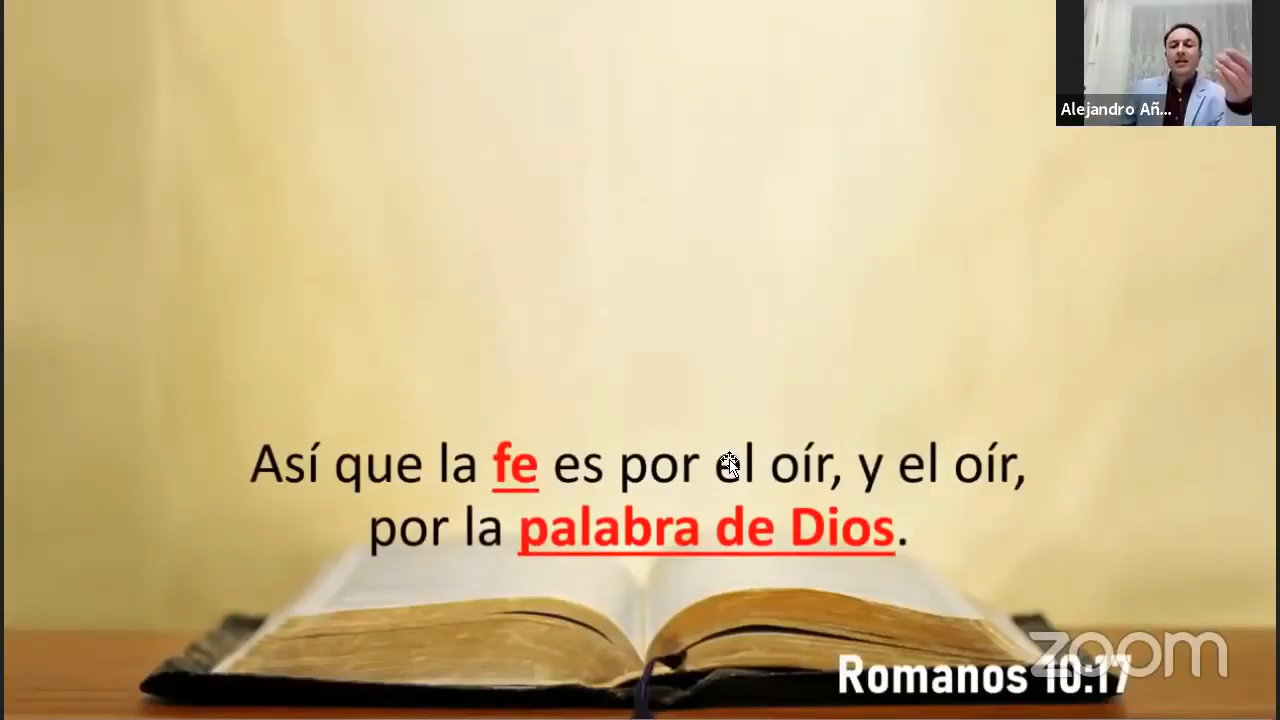 Alejandro Añ...
Así que la fe es por el oír, y el oír,
por la palabra de Dios.
zoom
Romanos 10:17